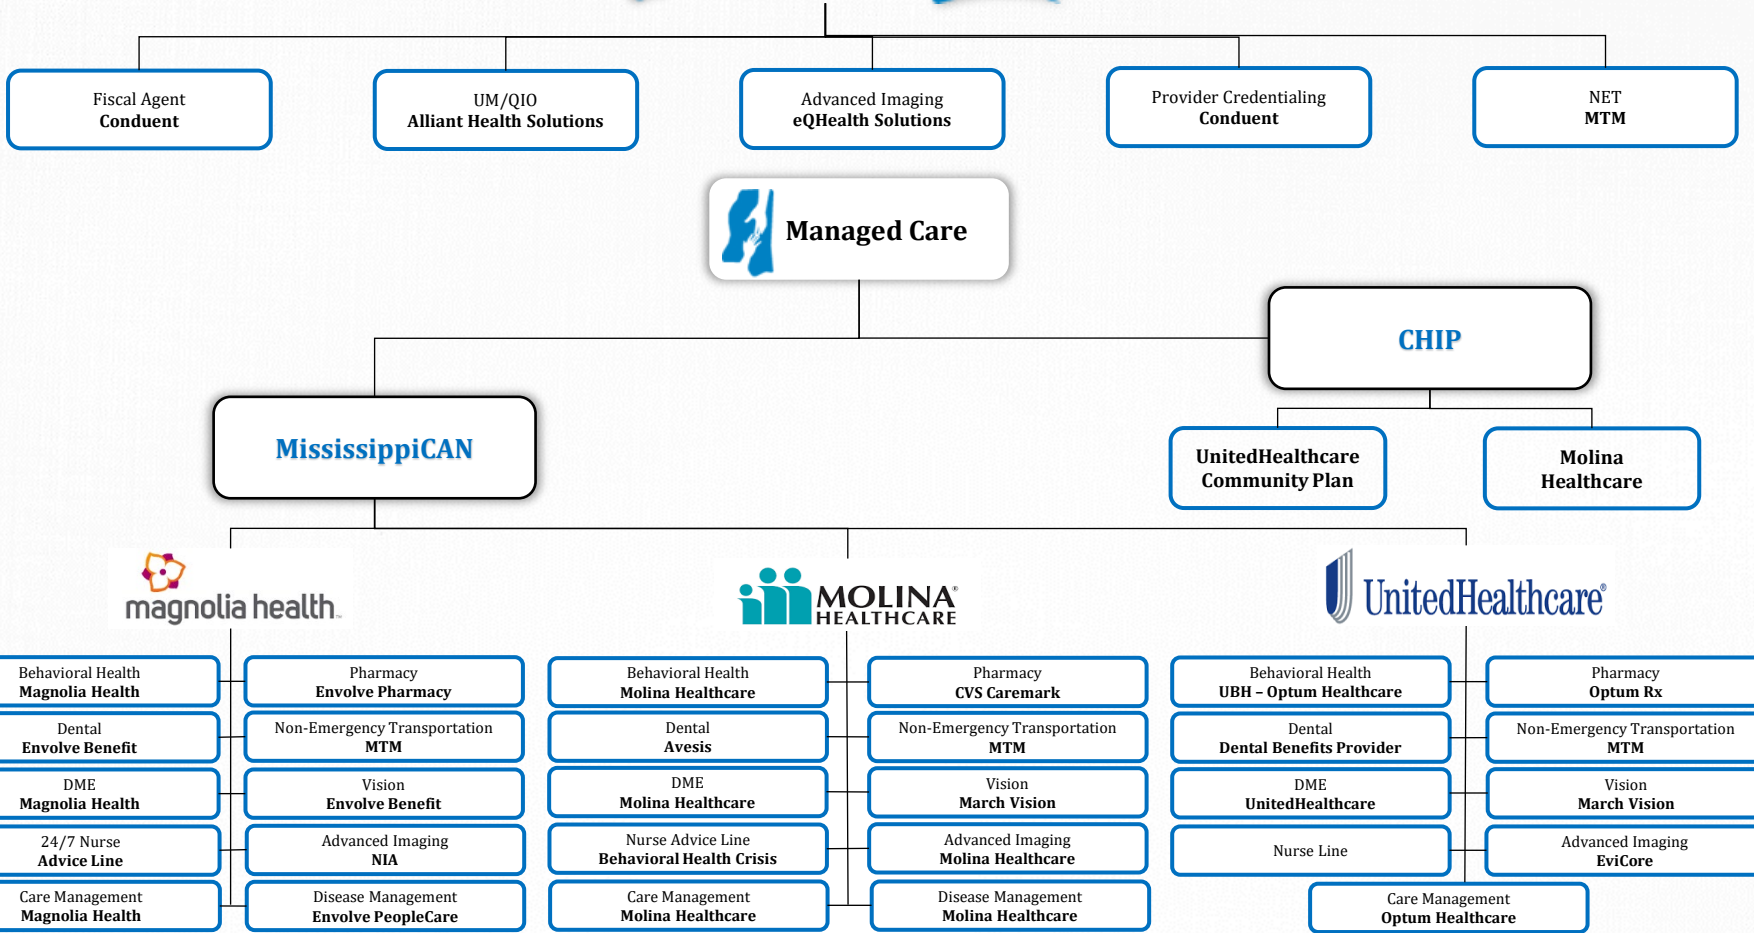 Fiscal Agent
Conduent
UM/QIO
Alliant Health Solutions
Advanced Imaging
eQHealth Solutions
Provider Credentialing
Conduent
NET
MTM
Managed Care
CHIP
MississippiCAN
UnitedHealthcare
Community Plan
Molina
Healthcare
magnolia health™
Behavioral Health
Magnolia Health
Pharmacy
Envolve Pharmacy
Dental
Envolve Benefit
Non-Emergency Transportation
MTM
DME
Magnolia Health
Vision
Envolve Benefit
24/7 Nurse
Advice Line
Advanced Imaging
NIA
Care Management
Magnolia Health
Disease Management
Envolve PeopleCare
MOLINA®
HEALTHCARE
Behavioral Health
Molina Healthcare
Pharmacy
CVS Caremark
Dental
Avesis
Non-Emergency Transportation
MTM
DME
Molina Healthcare
Vision
March Vision
Nurse Advice Line
Behavioral Health Crisis
Advanced Imaging
Molina Healthcare
Care Management
Molina Healthcare
Disease Management
Molina Healthcare
UnitedHealthcare®
Behavioral Health
UBH – Optum Healthcare
Pharmacy
Optum Rx
Dental
Dental Benefits Provider
Non-Emergency Transportation
MTM
DME
UnitedHealthcare
Vision
March Vision
Nurse Line
Advanced Imaging
EviCore
Care Management
Optum Healthcare